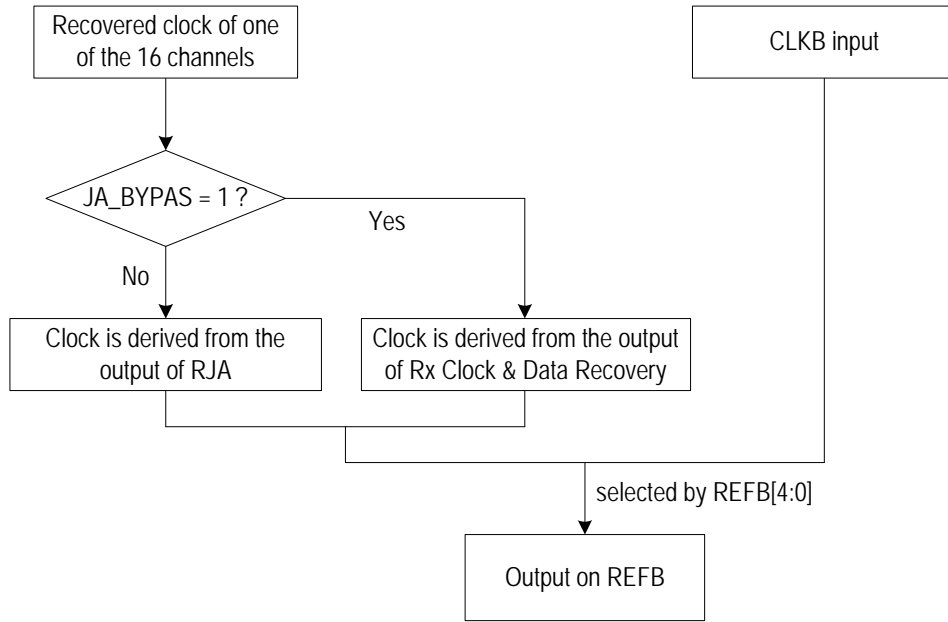 Recovered clock of one
of the 16 channels
CLKB input
JA_BYPAS = 1 ?
Yes
No
Clock is derived from the
output of RJA
Clock is derived from the output
of Rx Clock & Data Recovery
selected by REFB[4:0]
Output on REFB